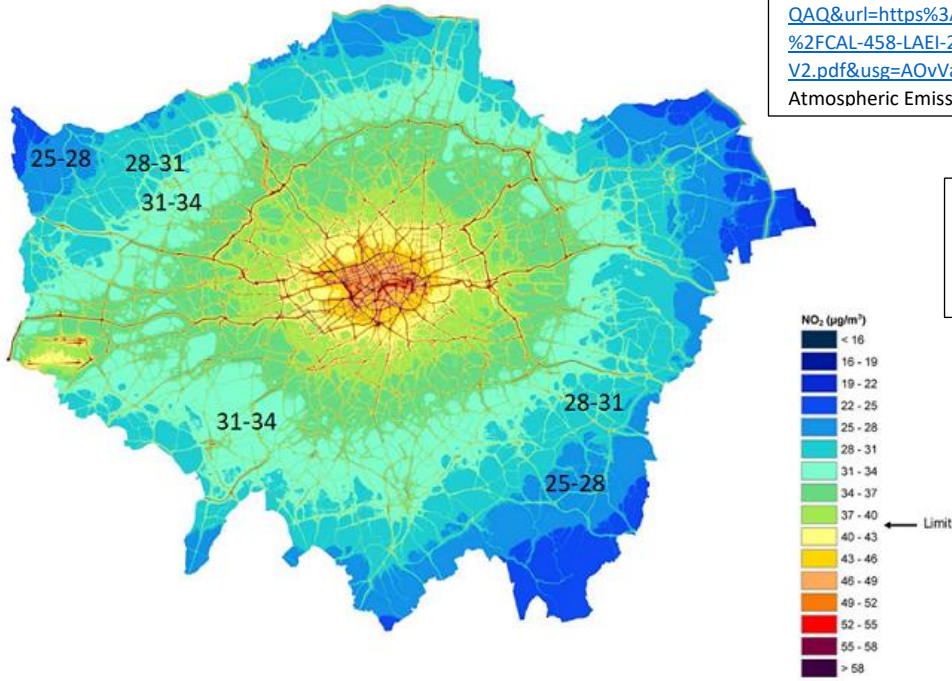 QAQ&url=https%3A
%2FCAL-458-LAEI-2
V2.pdf&usg=AOvVa
Atmospheric Emiss
25-28
28-31
31-34
31-34
28-31
25-28
NO₂ (µg/m³)
< 16
16 - 19
19 - 22
22 - 25
25 - 28
28 - 31
31 - 34
34 - 37
37 - 40
Limit
40 - 43
43 - 46
46 - 49
49 - 52
52 - 55
55 - 58
> 58